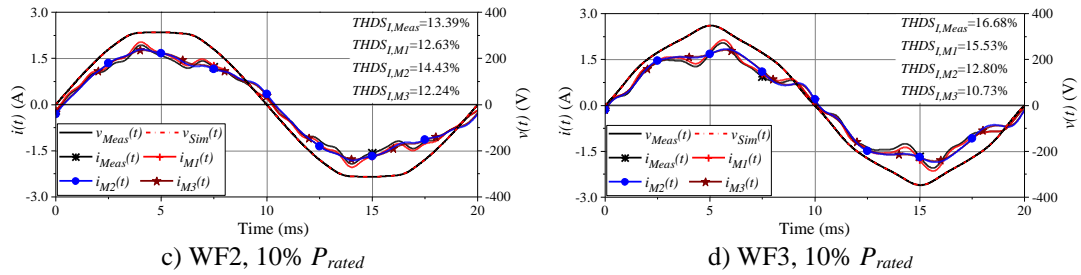 3.0
1.5
0.0
-1.5
-3.0
i(t) (A)
400
200
0
-200
-400
v(t) (V)
THDS_I,Meas=13.39%
THDS_I,M1=12.63%
THDS_I,M2=14.43%
THDS_I,M3=12.24%
v_Meas(t) v_Sim(t)
i_Meas(t) i_M1(t)
i_M2(t) i_M3(t)
0 5 10 15 20
Time (ms)
c) WF2, 10% P_rated
3.0
1.5
0.0
-1.5
-3.0
i(t) (A)
400
200
0
-200
-400
v(t) (V)
THDS_I,Meas=16.68%
THDS_I,M1=15.53%
THDS_I,M2=12.80%
THDS_I,M3=10.73%
v_Meas(t) v_Sim(t)
i_Meas(t) i_M1(t)
i_M2(t) i_M3(t)
0 5 10 15 20
Time (ms)
d) WF3, 10% P_rated